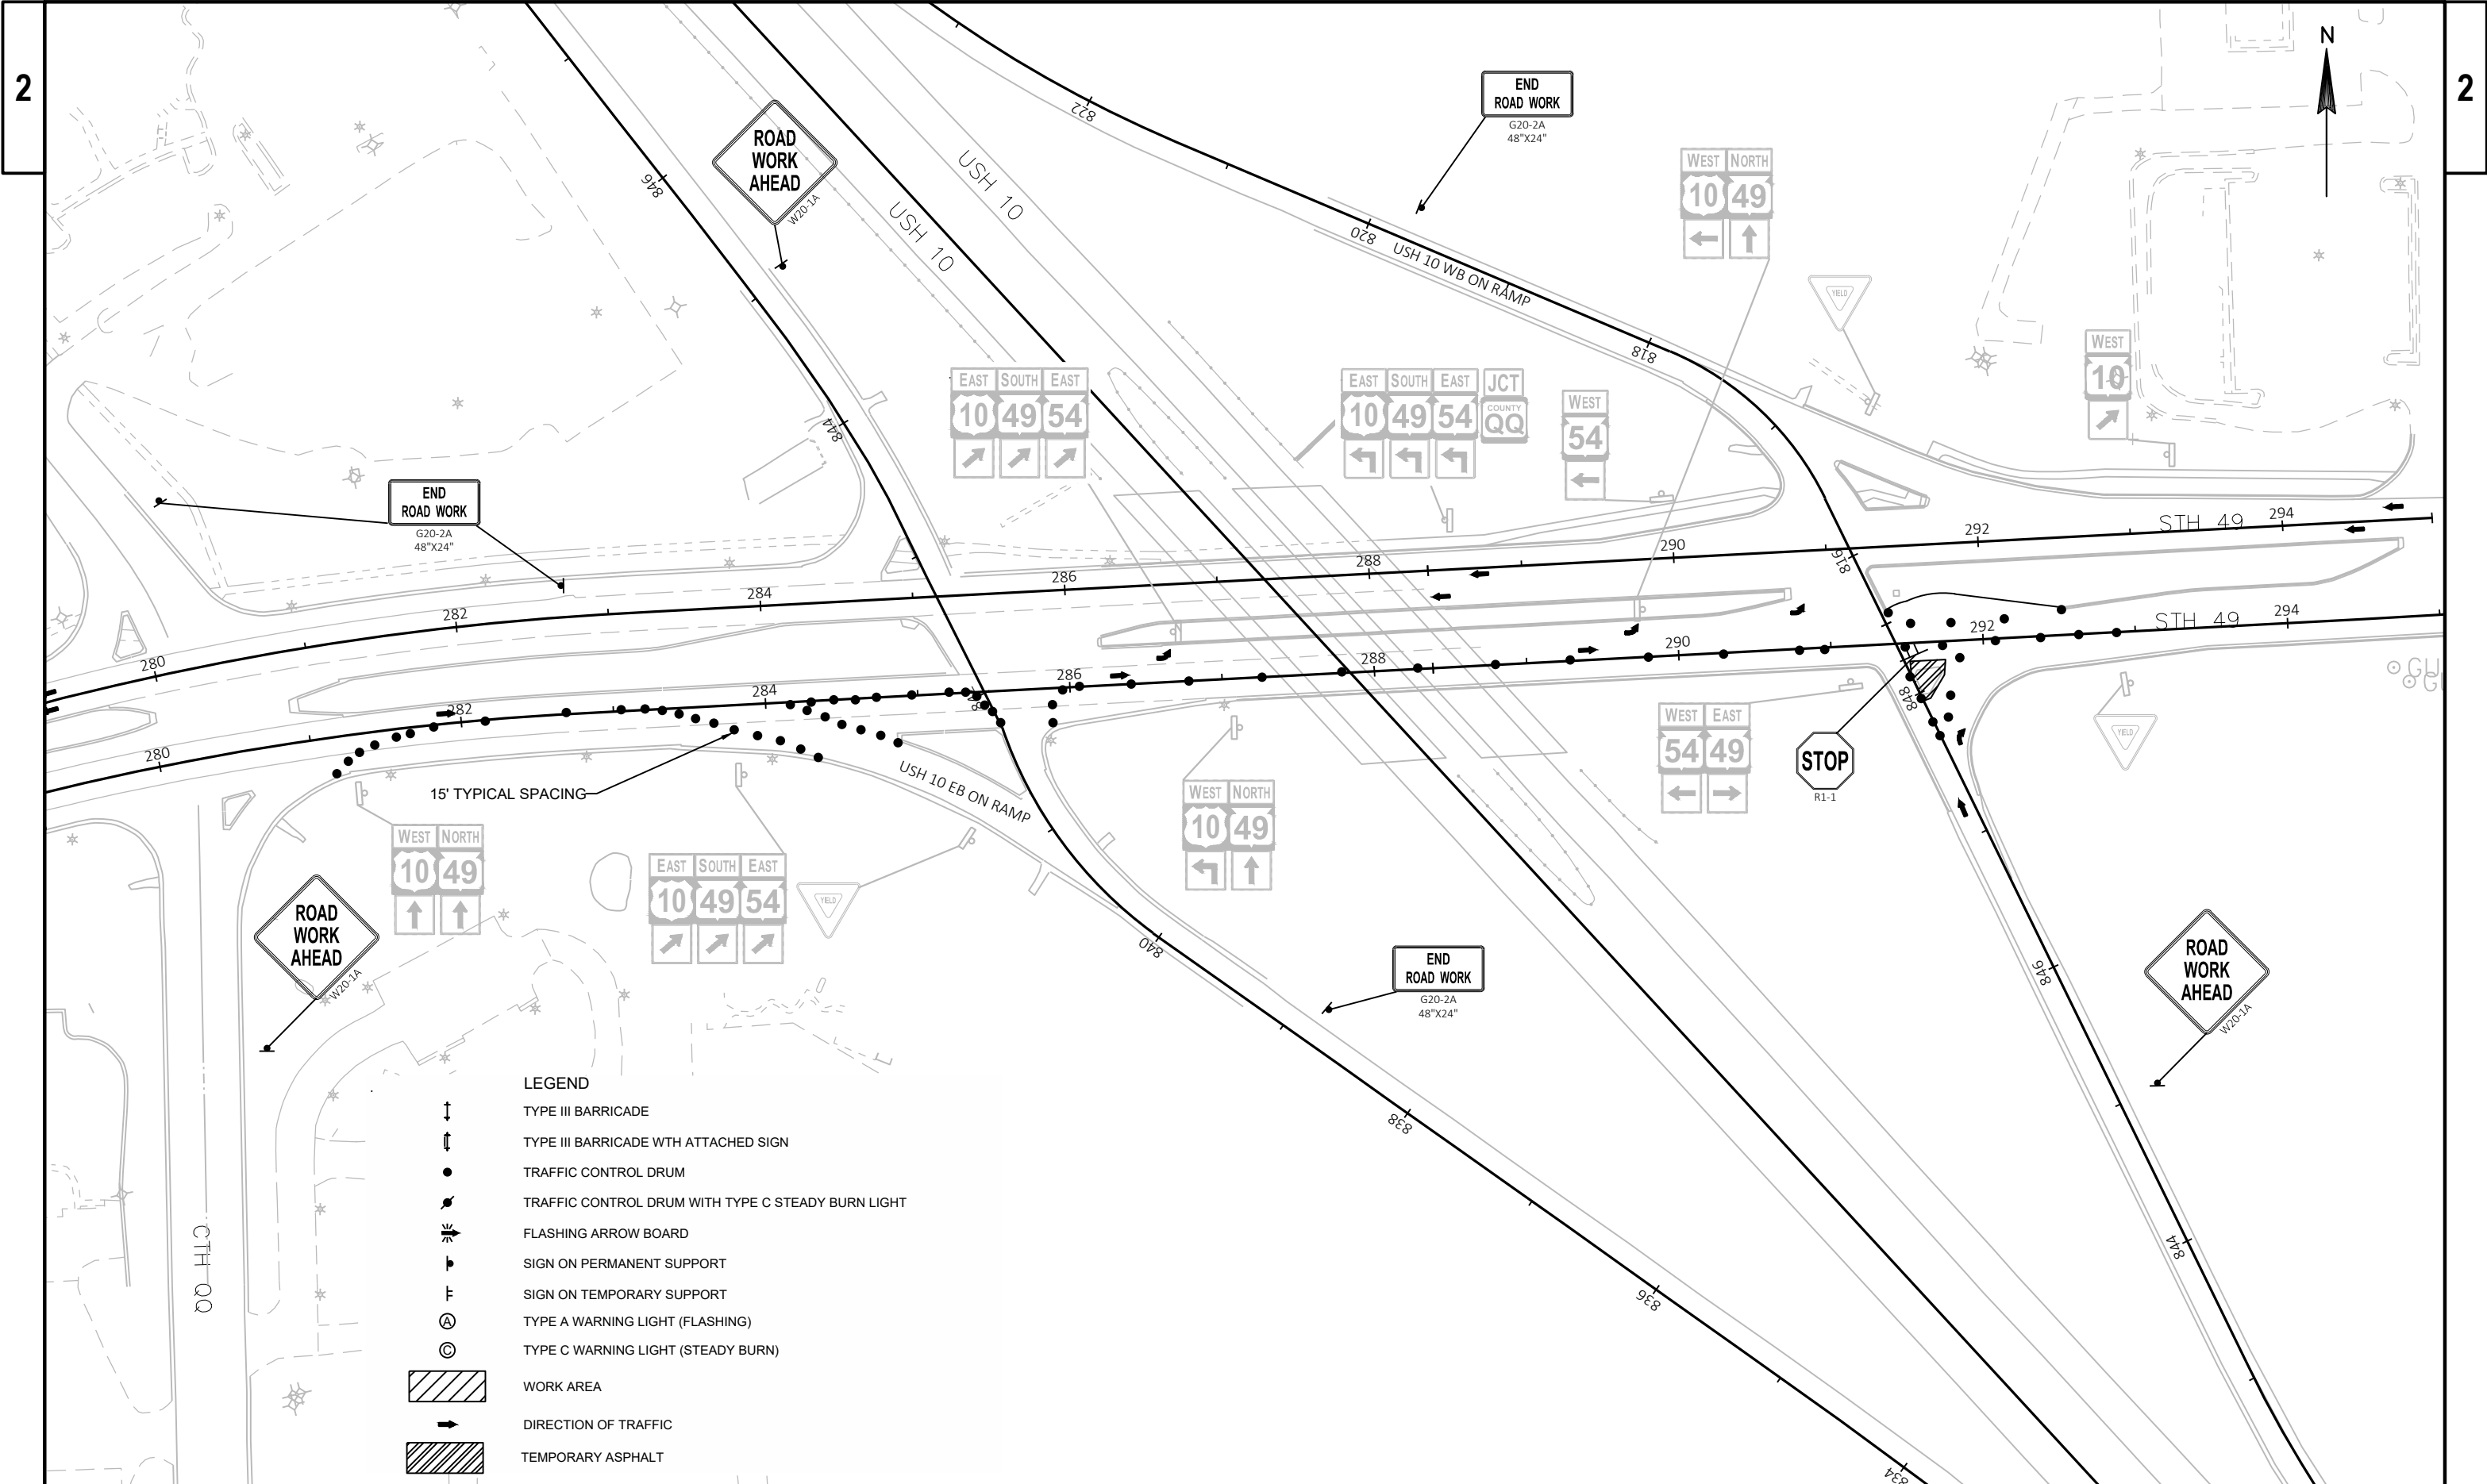 2
2
N
END
ROAD WORK
G20-2A
48"X24"
ROAD
WORK
AHEAD
W20-1A
822
USH 10
USH 10
846
WEST NORTH
10 49
820
USH 10 WB ON RAMP
YIELD
818
WEST
10
EAST SOUTH EAST
10 49 54
EAST SOUTH EAST JCT
10 49 54 COUNTY QQ
WEST
54
844
END
ROAD WORK
G20-2A
48"X24"
280
282
284
286
288
290
816
292
STH 49
294
280
282
284
286
288
290
292
STH 49
294
848
15' TYPICAL SPACING
USH 10 EB ON RAMP
WEST NORTH
10 49
EAST SOUTH EAST
10 49 54
YIELD
WEST NORTH
10 49
WEST EAST
54 49
STOP
R1-1
YIELD
ROAD
WORK
AHEAD
W20-1A
840
END
ROAD WORK
G20-2A
48"X24"
846
ROAD
WORK
AHEAD
W20-1A
838
836
834
844
CTH QQ
LEGEND
TYPE III BARRICADE
TYPE III BARRICADE WTH ATTACHED SIGN
TRAFFIC CONTROL DRUM
TRAFFIC CONTROL DRUM WITH TYPE C STEADY BURN LIGHT
FLASHING ARROW BOARD
SIGN ON PERMANENT SUPPORT
SIGN ON TEMPORARY SUPPORT
A TYPE A WARNING LIGHT (FLASHING)
C TYPE C WARNING LIGHT (STEADY BURN)
WORK AREA
DIRECTION OF TRAFFIC
TEMPORARY ASPHALT